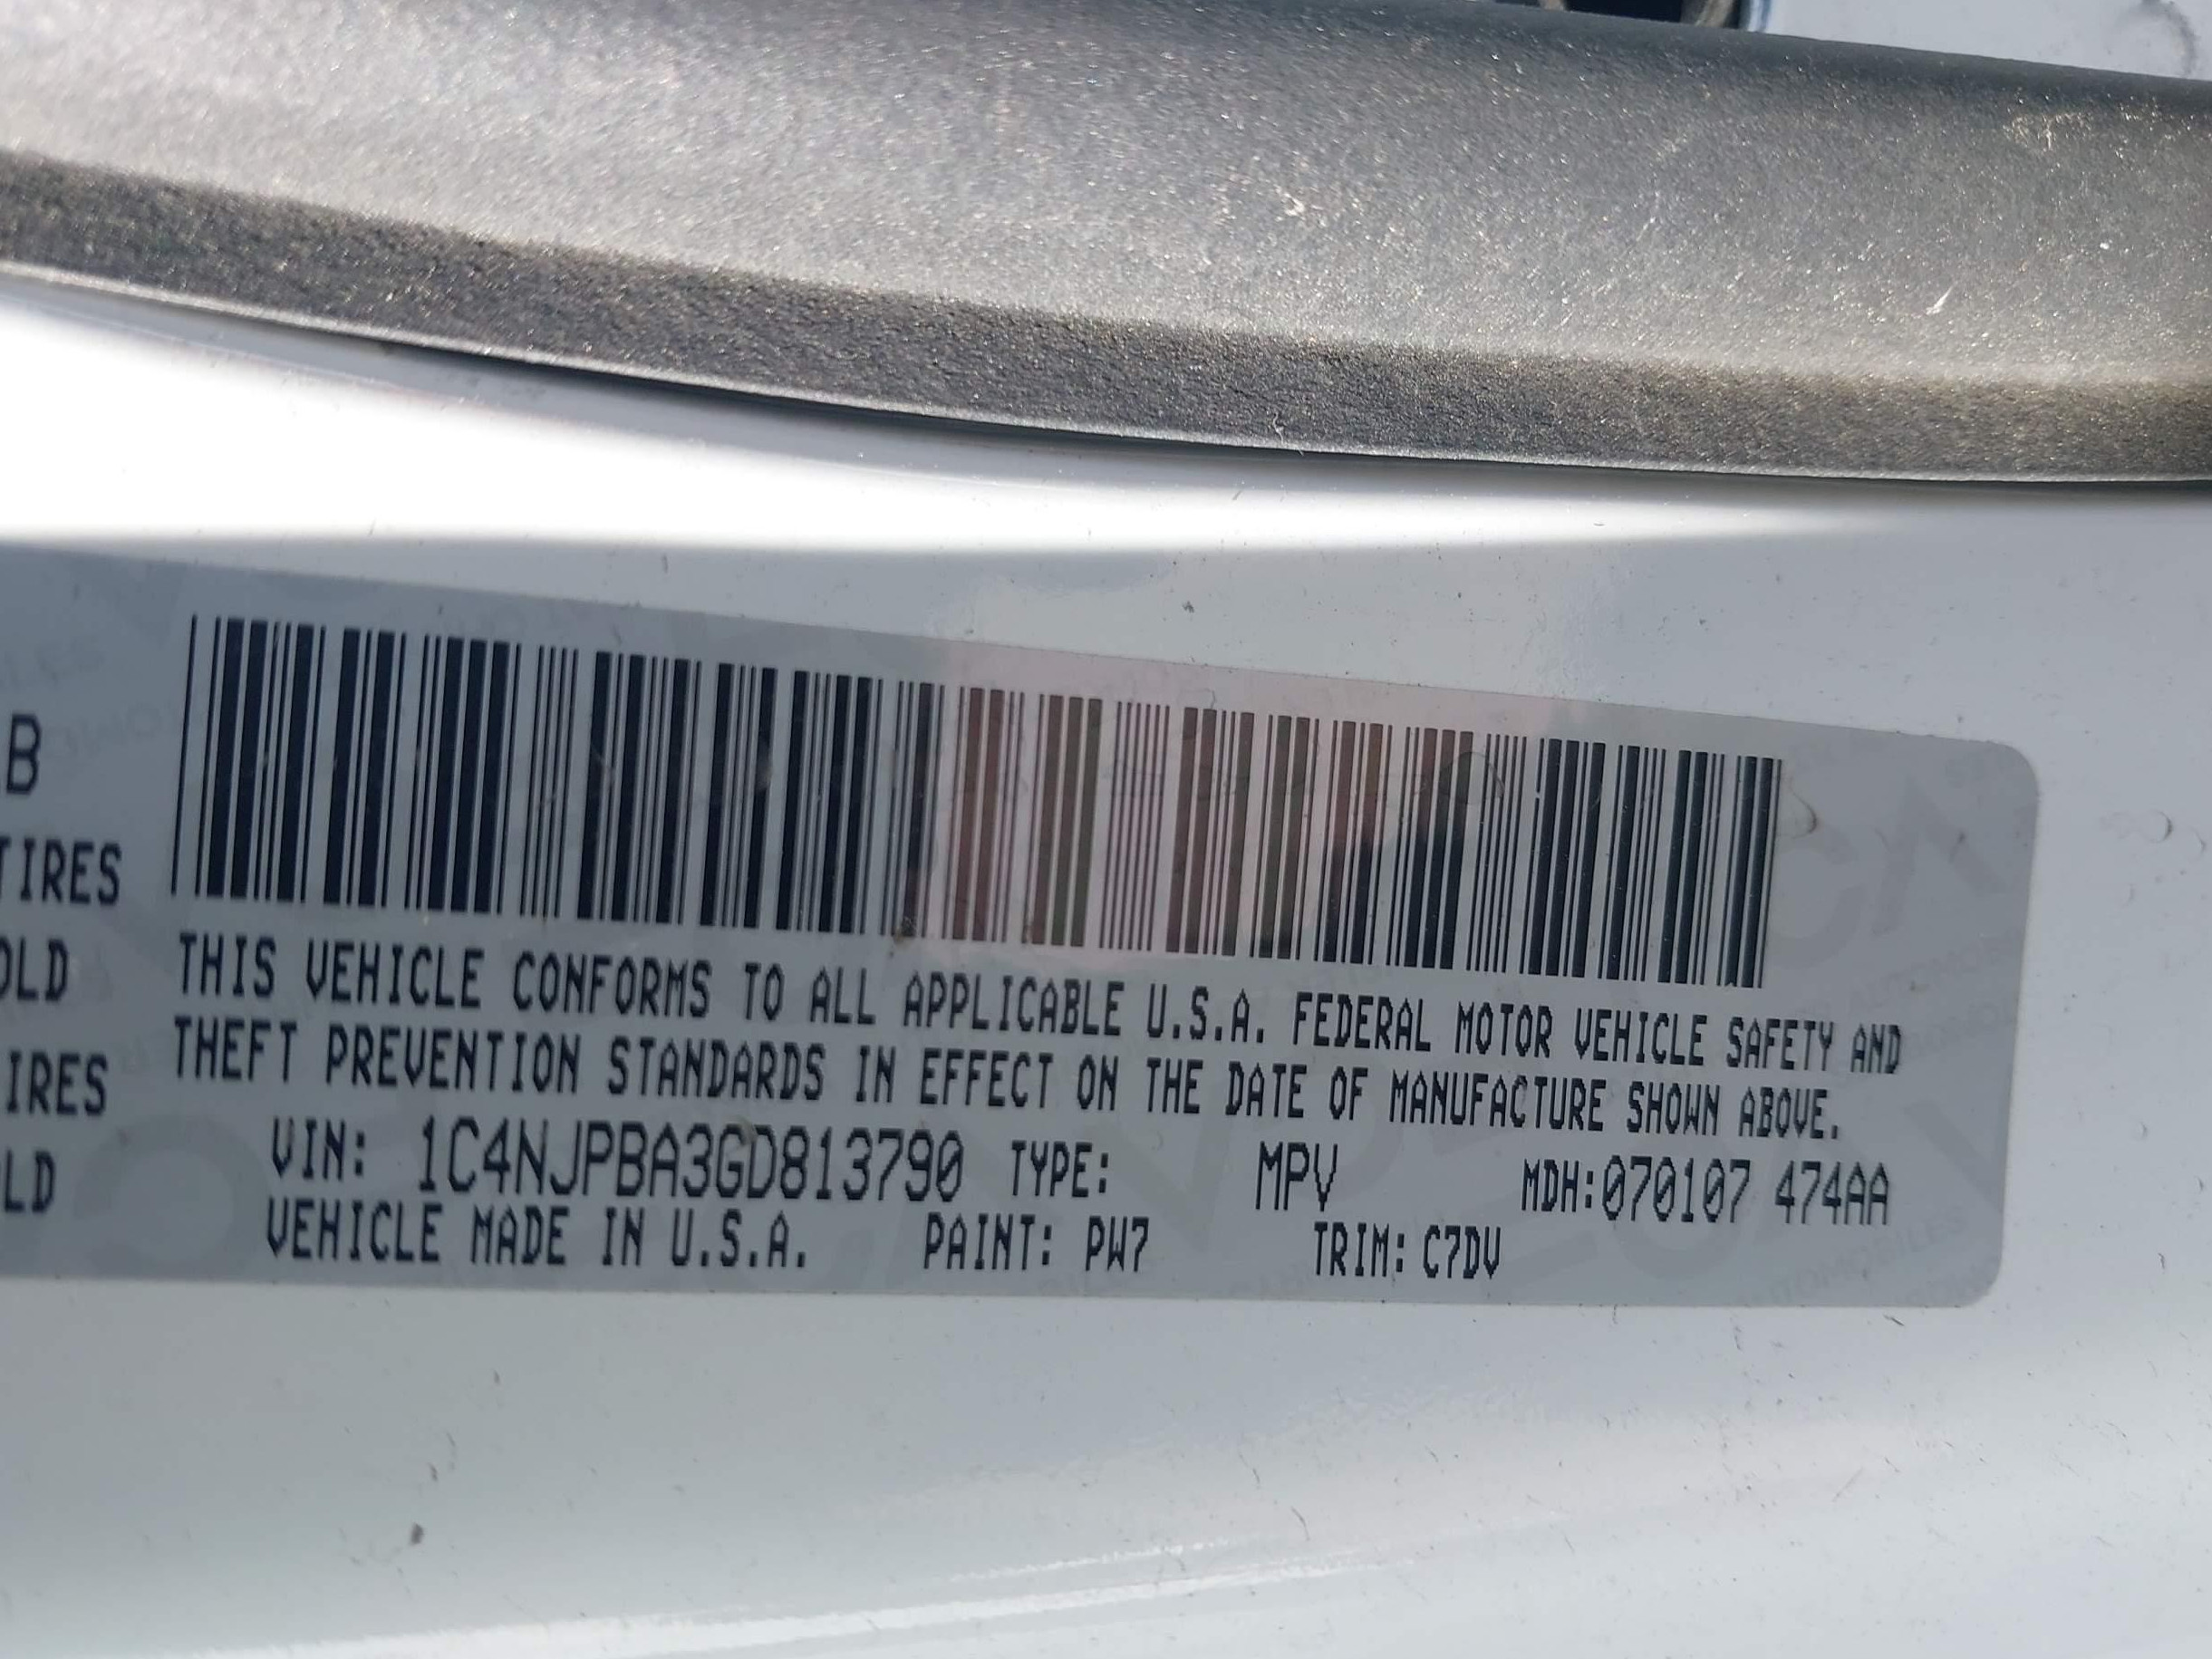 B
TIRES
OLD
IRES
LD
THIS VEHICLE CONFORMS TO ALL APPLICABLE U.S.A. FEDERAL MOTOR VEHICLE SAFETY AND
THEFT PREVENTION STANDARDS IN EFFECT ON THE DATE OF MANUFACTURE SHOWN ABOVE.
VIN: 1C4NJPBA3GD813790 TYPE: MPV MDH:070107 474AA
VEHICLE MADE IN U.S.A. PAINT: PW7 TRIM: C7DV